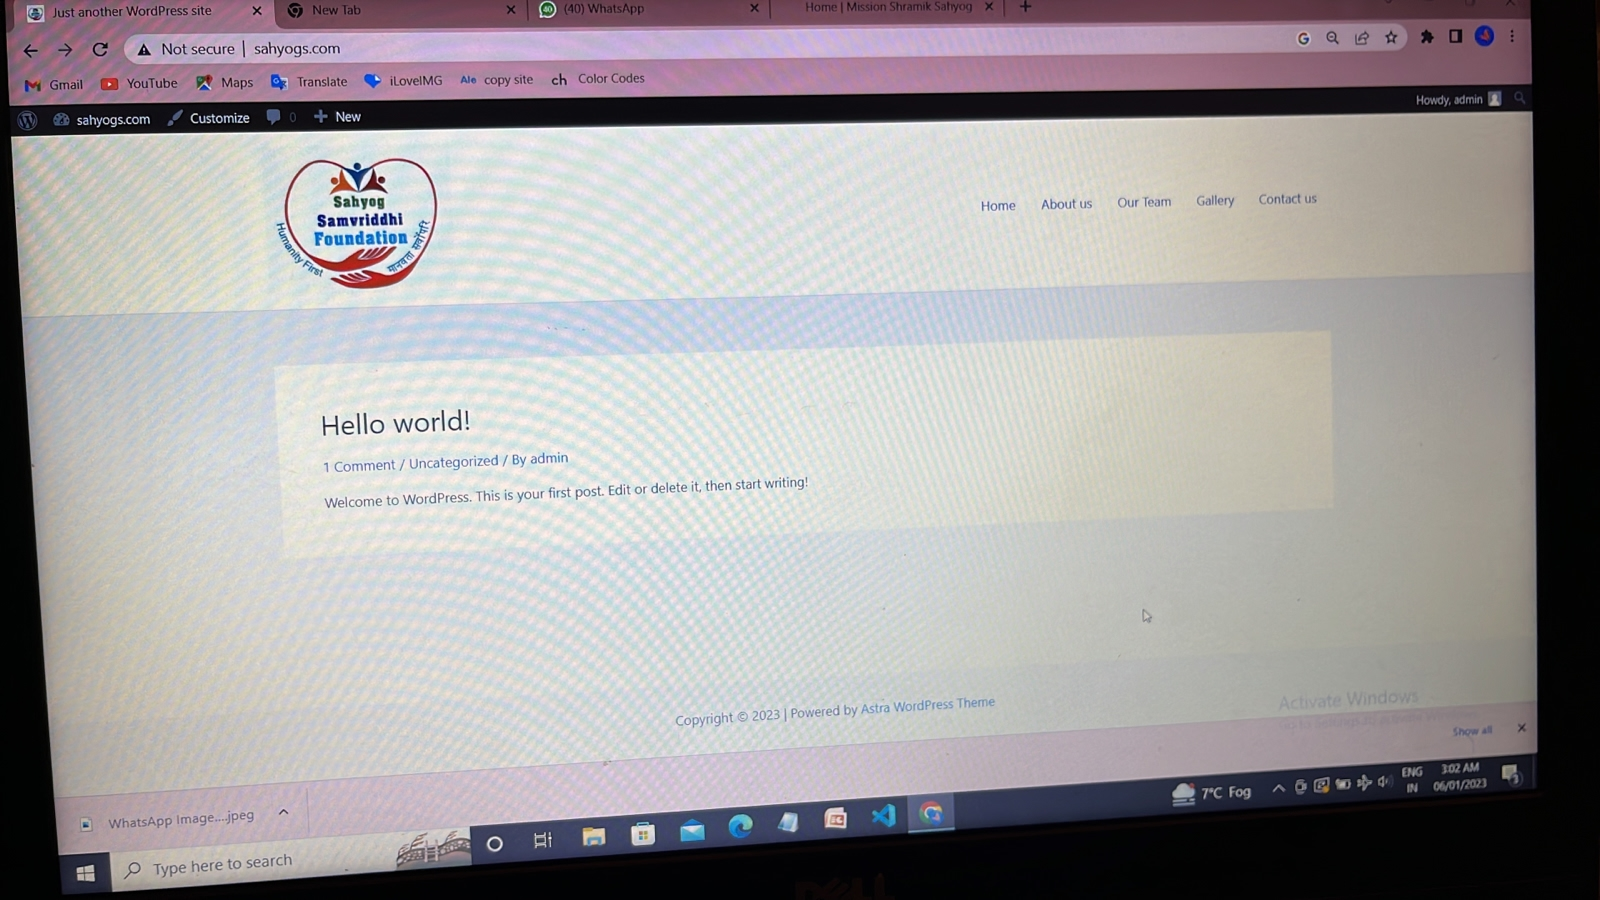 Just another WordPress site
New Tab
(40) WhatsApp
Home | Mission Shramik Sahyog
Not secure | sahyogs.com
Gmail
YouTube
Maps
Translate
iLoveIMG
Ale copy site
ch Color Codes
sahyogs.com
Customize
0
New
Howdy, admin
Sahyog
Samvriddhi
Foundation
Humanity First
मानवता सर्वोपरि
Home
About us
Our Team
Gallery
Contact us
Hello world!
1 Comment / Uncategorized / By admin
Welcome to WordPress. This is your first post. Edit or delete it, then start writing!
Copyright © 2023 | Powered by Astra WordPress Theme
Activate Windows
Show all
WhatsApp Image....jpeg
Type here to search
7°C Fog
ENG
IN
3:02 AM
06/01/2023
3